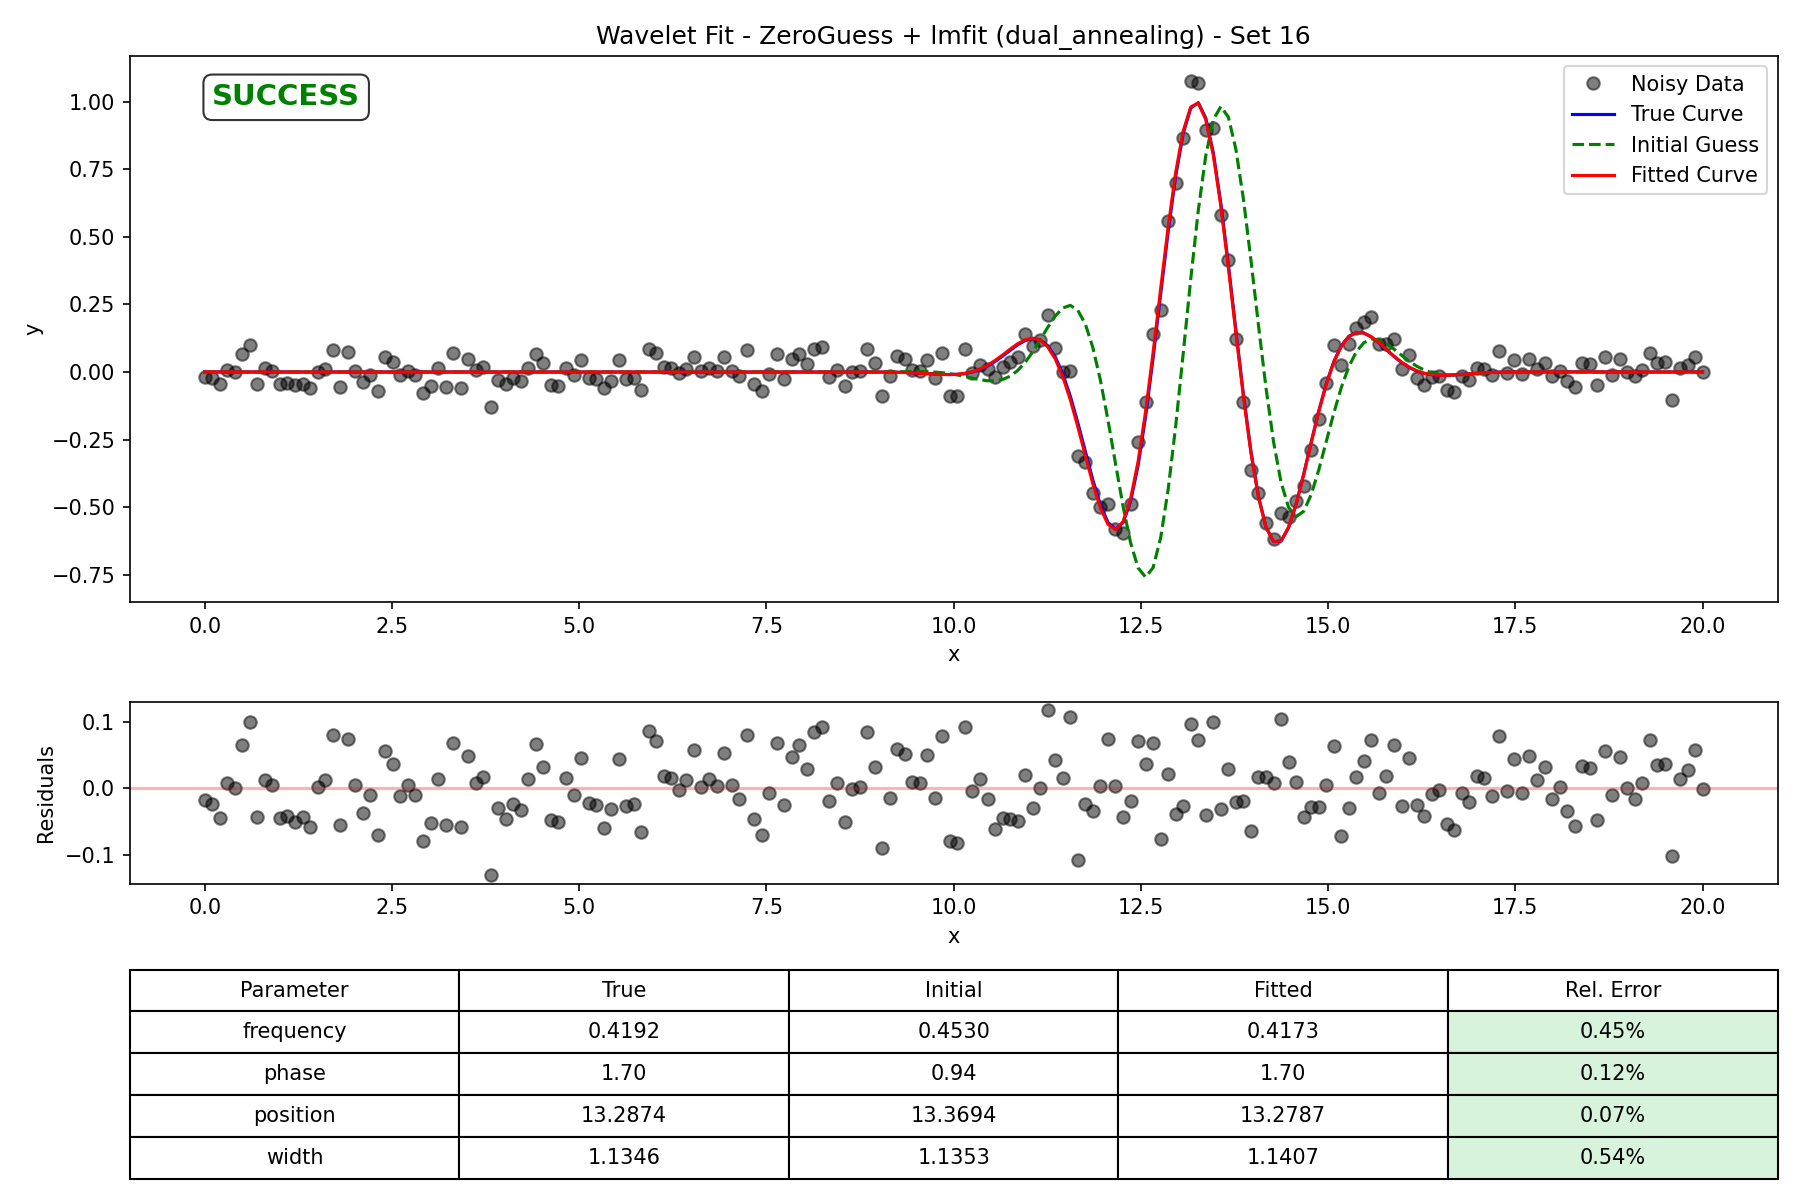 Wavelet Fit - ZeroGuess + lmfit (dual_annealing) - Set 16
SUCCESS
Noisy Data
True Curve
Initial Guess
Fitted Curve
1.00
0.75
0.50
0.25
0.00
−0.25
−0.50
−0.75
y
0.0 2.5 5.0 7.5 10.0 12.5 15.0 17.5 20.0
x
0.1
0.0
−0.1
Residuals
0.0 2.5 5.0 7.5 10.0 12.5 15.0 17.5 20.0
x
Parameter True Initial Fitted Rel. Error
frequency 0.4192 0.4530 0.4173 0.45%
phase 1.70 0.94 1.70 0.12%
position 13.2874 13.3694 13.2787 0.07%
width 1.1346 1.1353 1.1407 0.54%